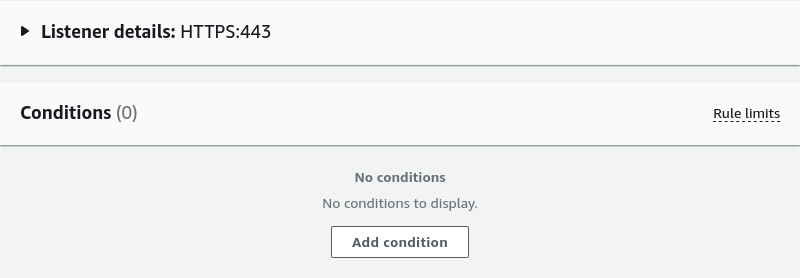 Listener details: HTTPS:443
Conditions (0)
Rule limits
No conditions
No conditions to display.
Add condition